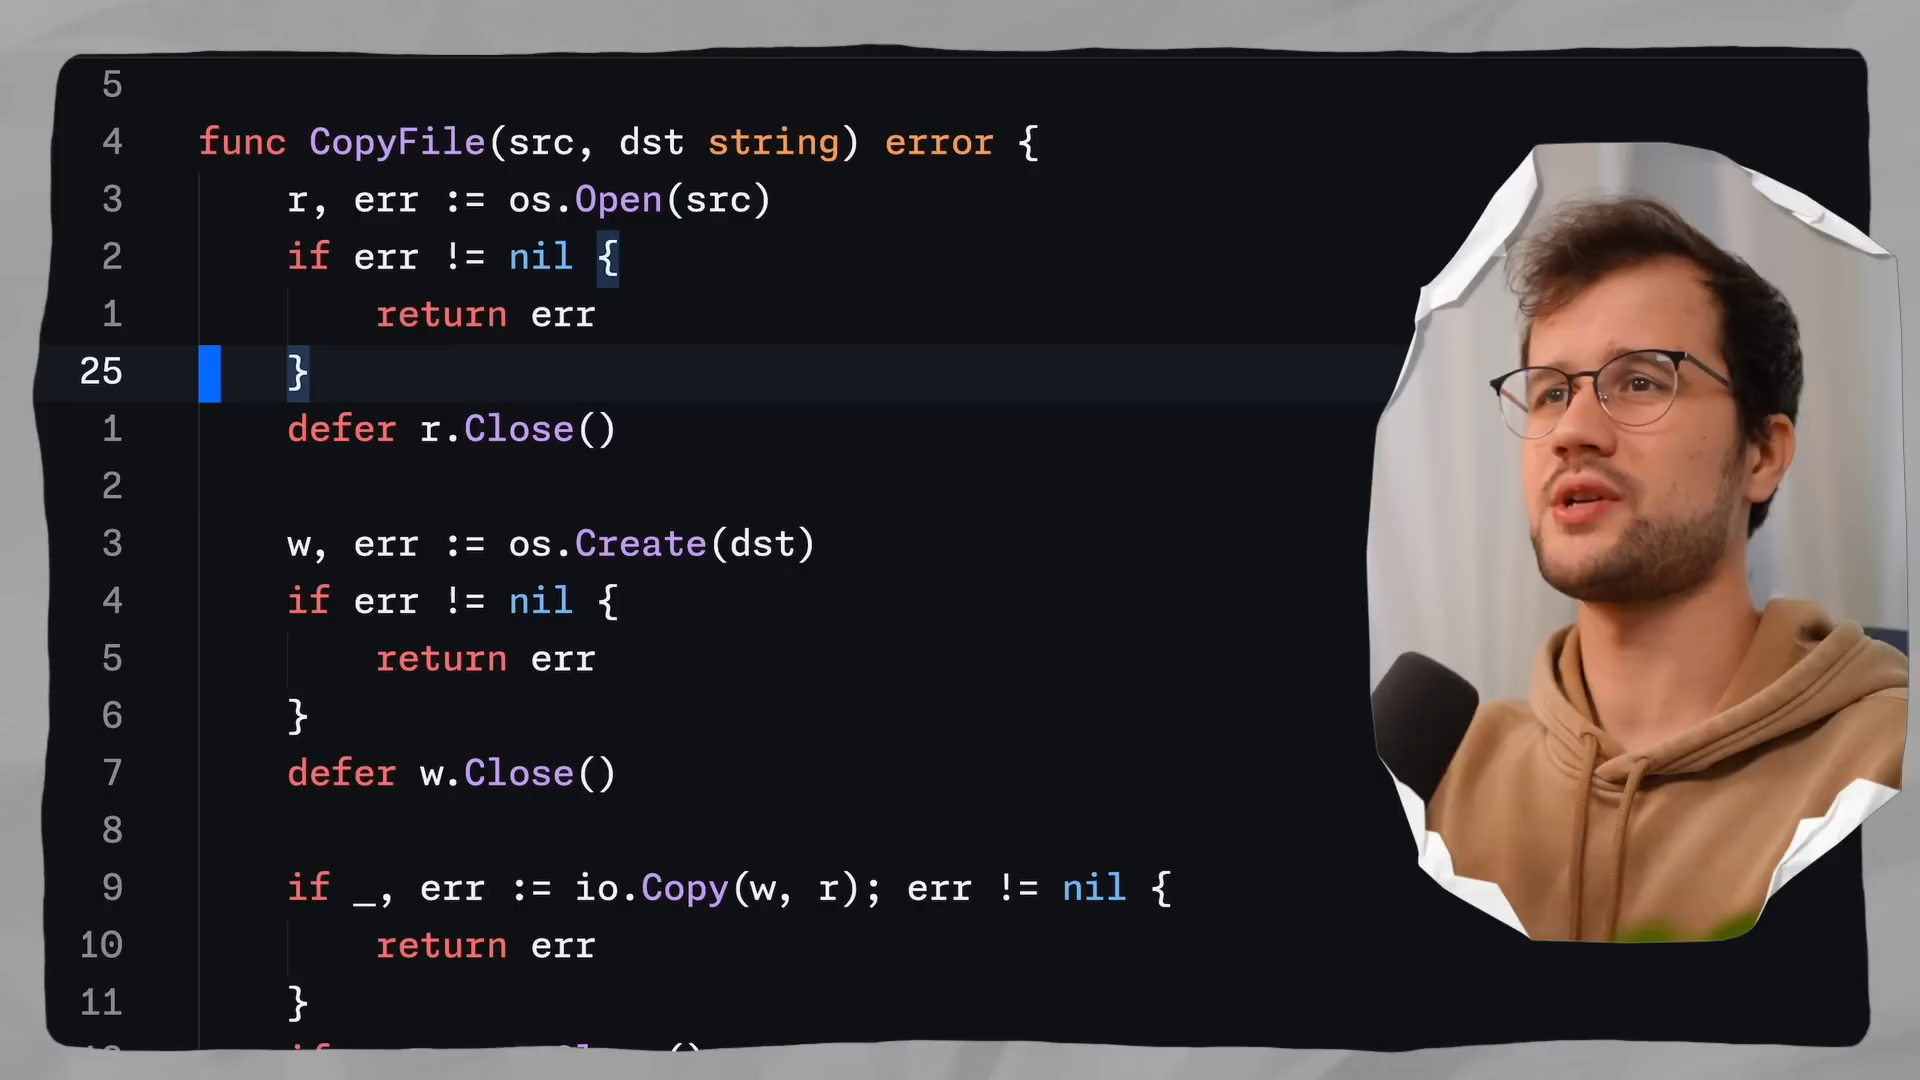 5
4 func CopyFile(src, dst string) error {
3 r, err := os.Open(src)
2 if err != nil {
1 return err
25 }
1 defer r.Close()
2
3 w, err := os.Create(dst)
4 if err != nil {
5 return err
6 }
7 defer w.Close()
8
9 if _, err := io.Copy(w, r); err != nil {
10 return err
11 }